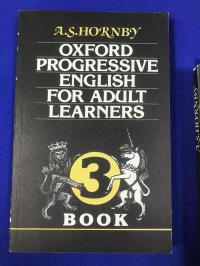 A.S.HORNBY
OXFORD
PROGRESSIVE
ENGLISH
FOR ADULT
LEARNERS
3
BOOK